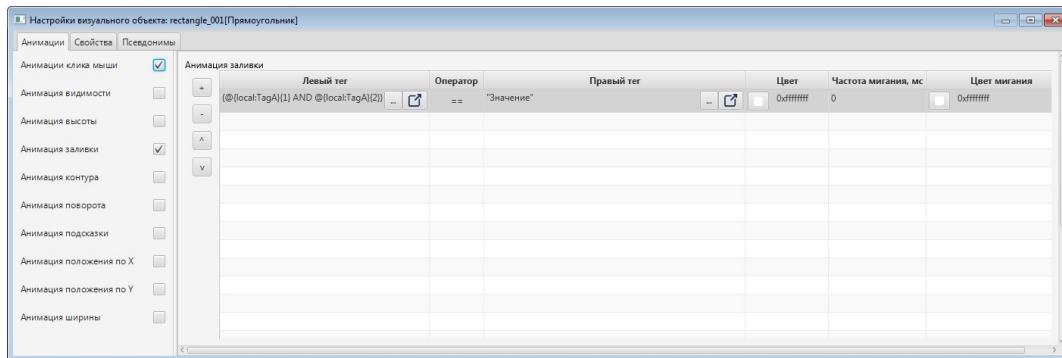 Настройки визуального объекта: rectangle_001[Прямоугольник]
Анимации Свойства Псевдонимы
Анимации клика мыши
Анимация видимости
Анимация высоты
Анимация заливки
Анимация контура
Анимация поворота
Анимация подсказки
Анимация положения по X
Анимация положения по Y
Анимация ширины
Анимация заливки
+
-
^
v
Левый тег Оператор Правый тег Цвет Частота мигания, мс Цвет мигания
(@{local:TagA}{1} AND @{local:TagA}{2}) ... == "Значение" ... 0xffffffff 0 0xffffffff